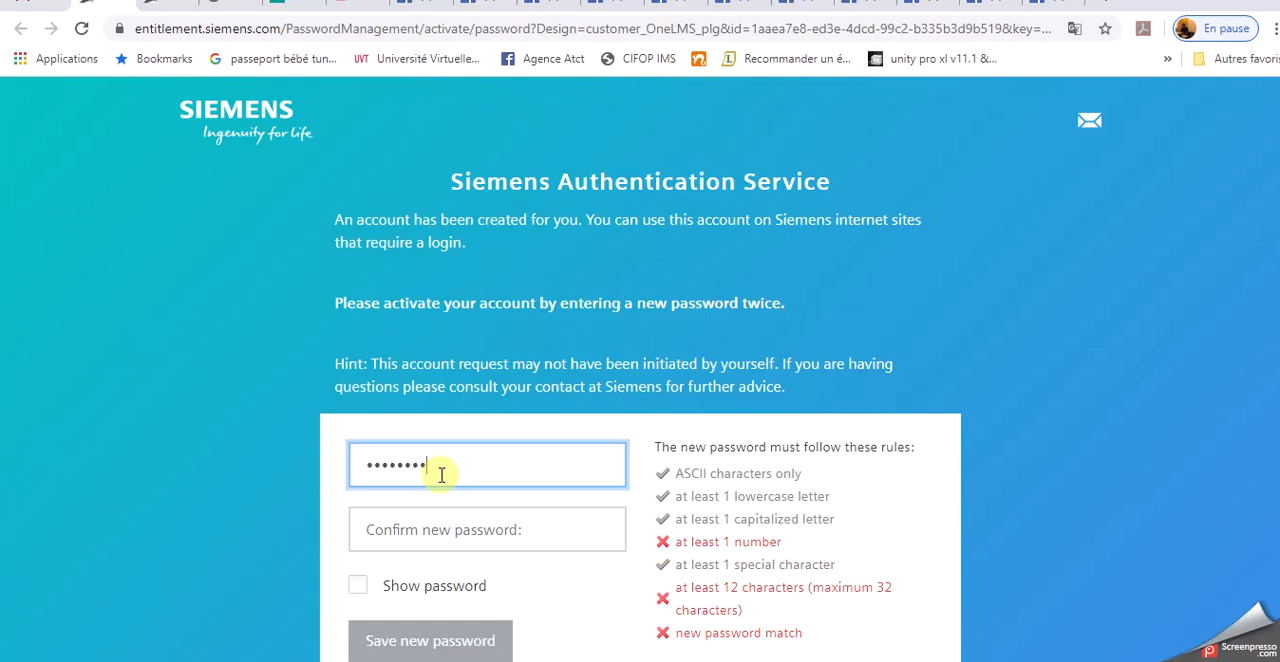 entitlement.siemens.com/PasswordManagement/activate/password?Design=customer_OneLMS_plg&id=1aaea7e8-ed3e-4dcd-99c2-b335b3d9b519&key=...
En pause
Applications
Bookmarks
passeport bébé tun...
UVT Université Virtuelle...
Agence Atct
CIFOP IMS
Recommander un é...
unity pro xl v11.1 &...
»
Autres favoris
SIEMENS
Ingenuity for life
Siemens Authentication Service
An account has been created for you. You can use this account on Siemens internet sites
that require a login.
Please activate your account by entering a new password twice.
Hint: This account request may not have been initiated by yourself. If you are having
questions please consult your contact at Siemens for further advice.
••••••••
Confirm new password:
Show password
Save new password
The new password must follow these rules:
ASCII characters only
at least 1 lowercase letter
at least 1 capitalized letter
at least 1 number
at least 1 special character
at least 12 characters (maximum 32
characters)
new password match
Screenpresso
.com